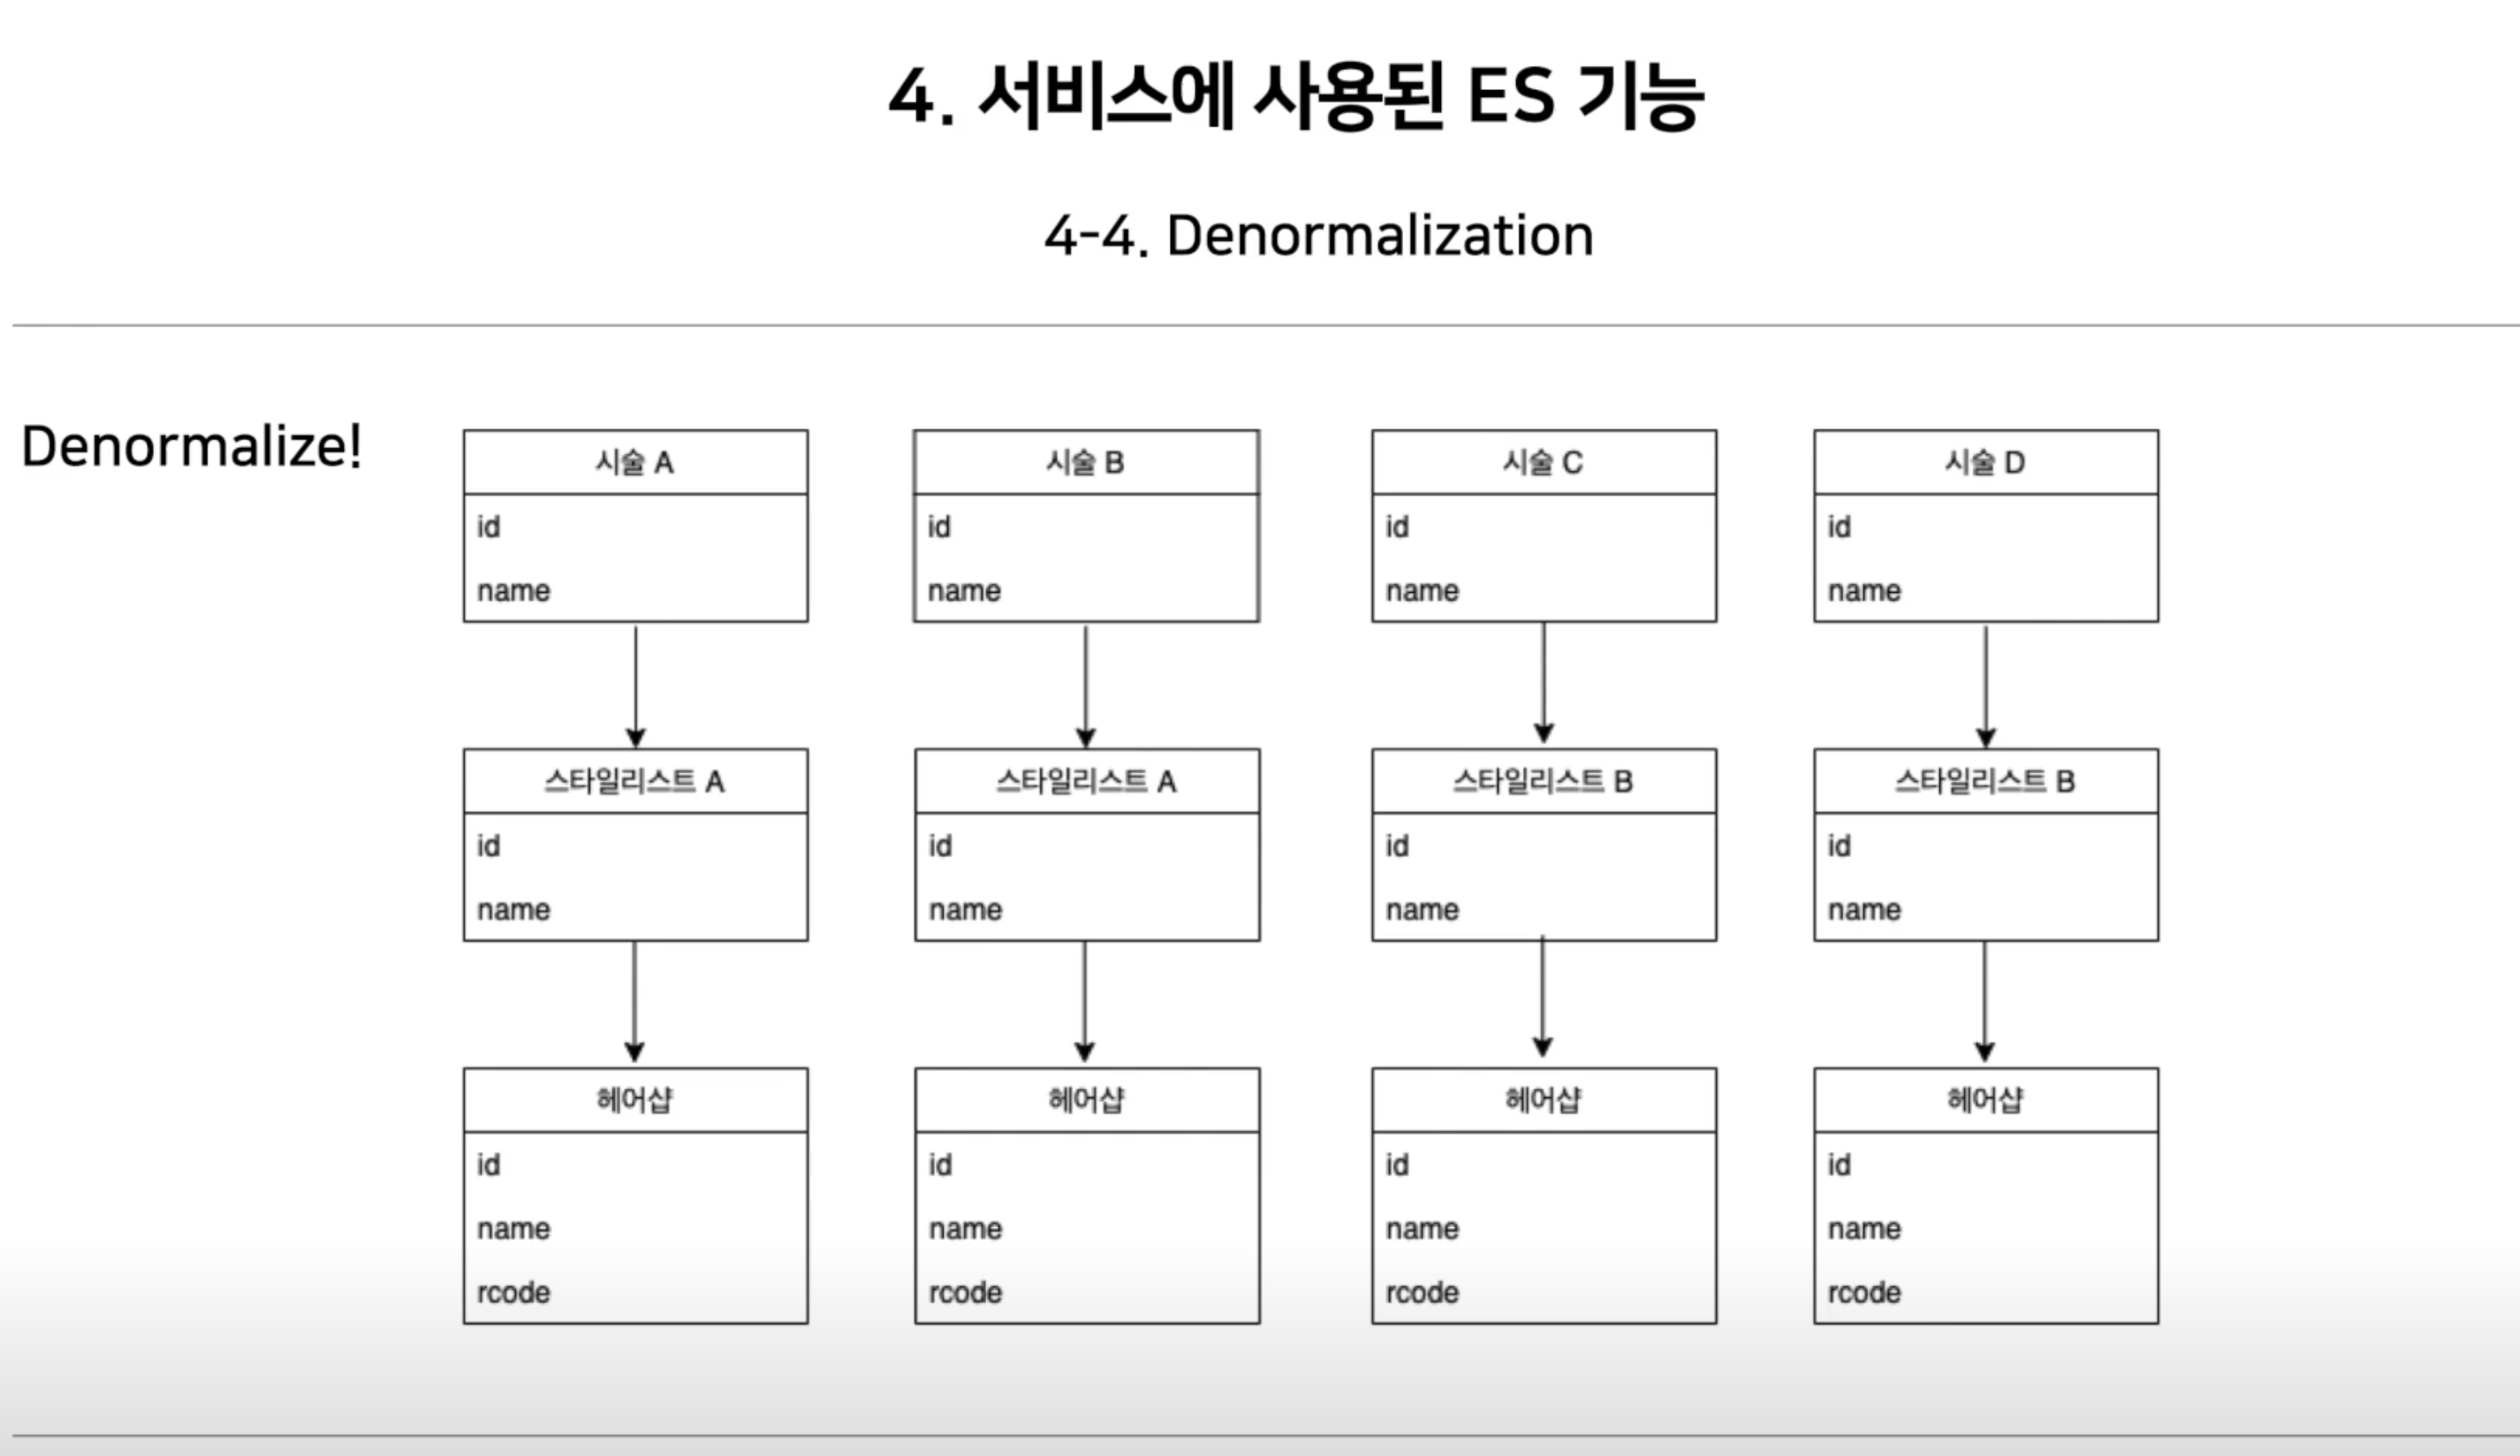 4. 서비스에 사용된 ES 기능
4-4. Denormalization
Denormalize!
시술 A
id
name
시술 B
id
name
시술 C
id
name
시술 D
id
name
스타일리스트 A
id
name
스타일리스트 A
id
name
스타일리스트 B
id
name
스타일리스트 B
id
name
헤어샵
id
name
rcode
헤어샵
id
name
rcode
헤어샵
id
name
rcode
헤어샵
id
name
rcode